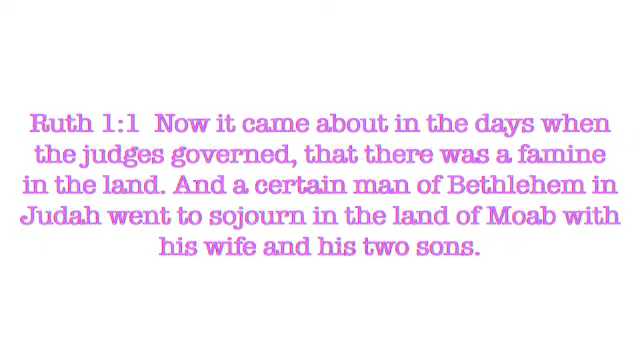 Ruth 1:1  Now it came about in the days when
the judges governed, that there was a famine
in the land. And a certain man of Bethlehem in
Judah went to sojourn in the land of Moab with
his wife and his two sons.